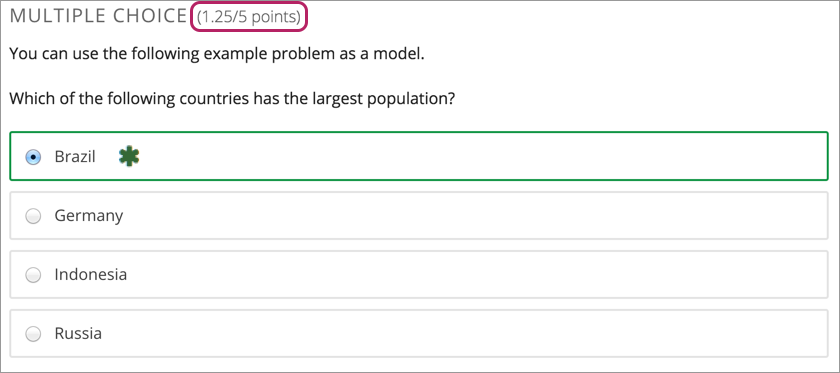 MULTIPLE CHOICE (1.25/5 points)
You can use the following example problem as a model.
Which of the following countries has the largest population?
Brazil
Germany
Indonesia
Russia